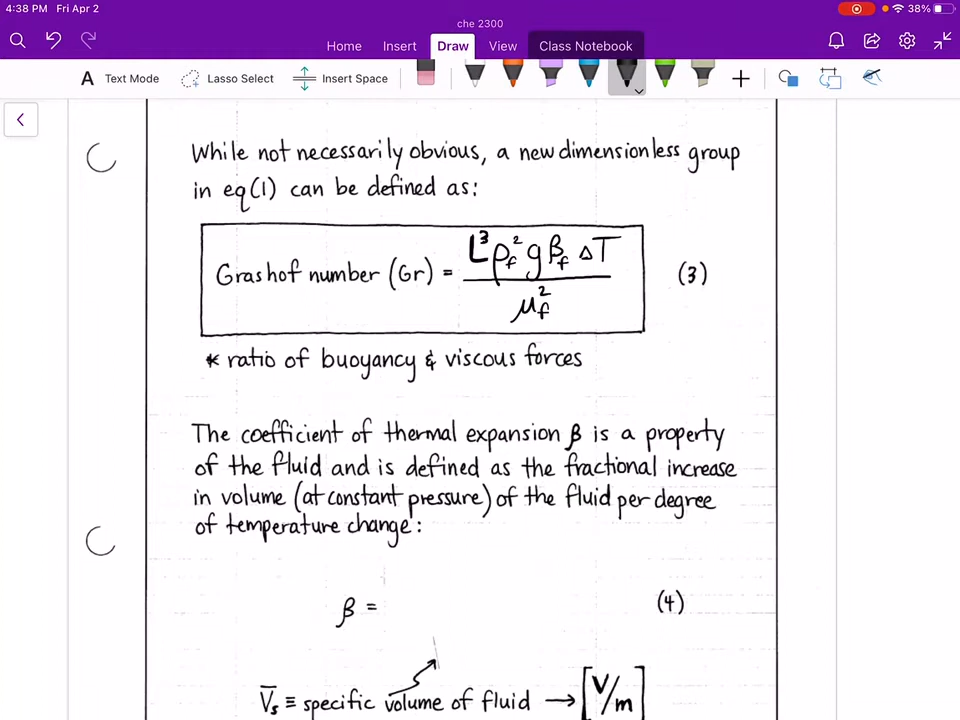 4:38 PM Fri Apr 2
38%
che 2300
Home Insert Draw View Class Notebook
A Text Mode Lasso Select Insert Space
While not necessarily obvious, a new dimensionless group
in eq(1) can be defined as:
Grashof number (Gr) = L³ρf²gβfΔT / μf² (3)
* ratio of buoyancy & viscous forces
The coefficient of thermal expansion β is a property
of the fluid and is defined as the fractional increase
in volume (at constant pressure) of the fluid per degree
of temperature change:
β = (4)
V̄s ≡ specific volume of fluid → [V/m]